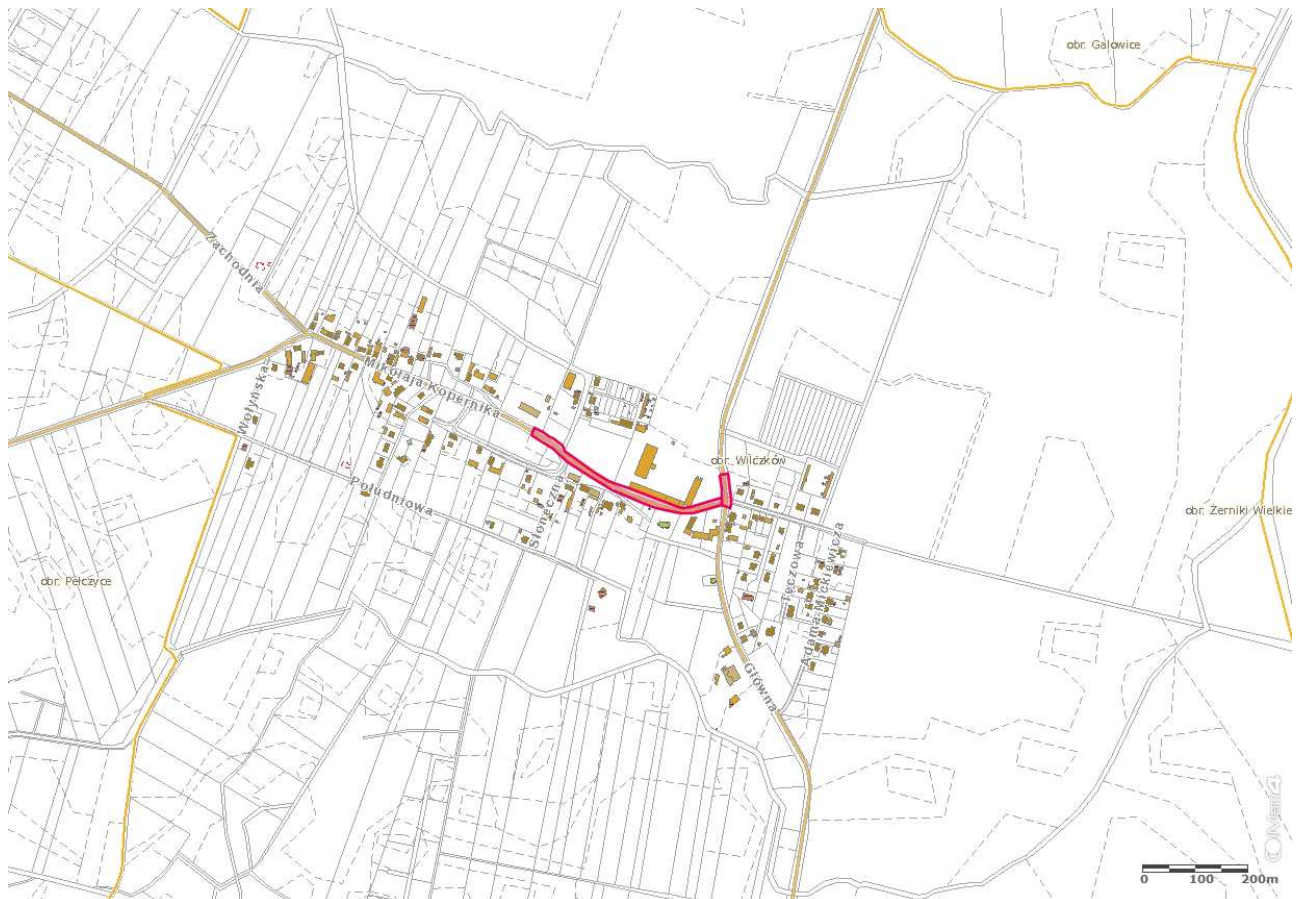 obr. Galowice
Zachodnia
Mikołaja Kopernika
Wołyńska
obr. Wilczków
Południowa
Słoneczna
obr. Żerniki Wielkie
Tęczowa
Adama Mickiewicza
obr. Pełczyce
Główna
0 100 200m